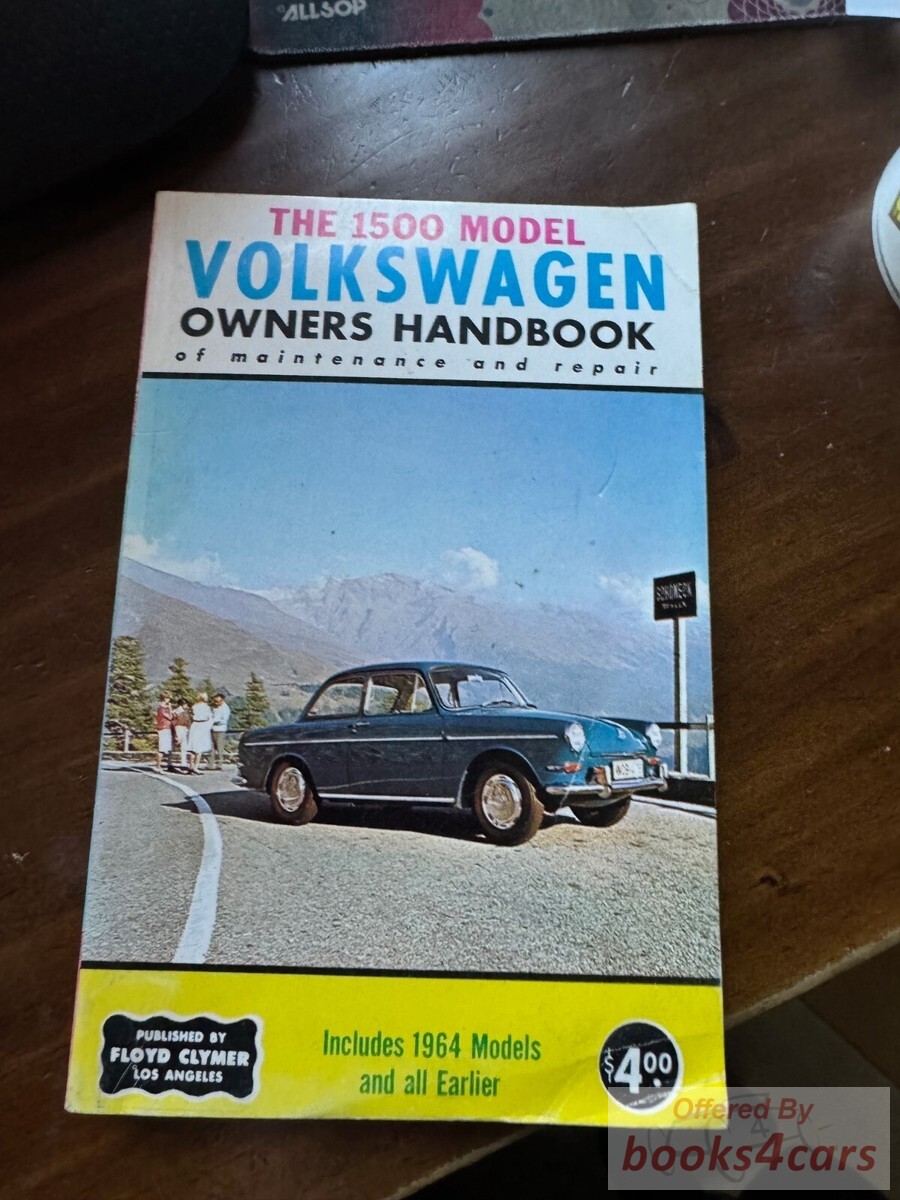 ALLSOP
THE 1500 MODEL
VOLKSWAGEN
OWNERS HANDBOOK
of maintenance and repair
SCHÖNECK
PUBLISHED BY
FLOYD CLYMER
LOS ANGELES
Includes 1964 Models
and all Earlier
$4.00
Offered By
books4cars